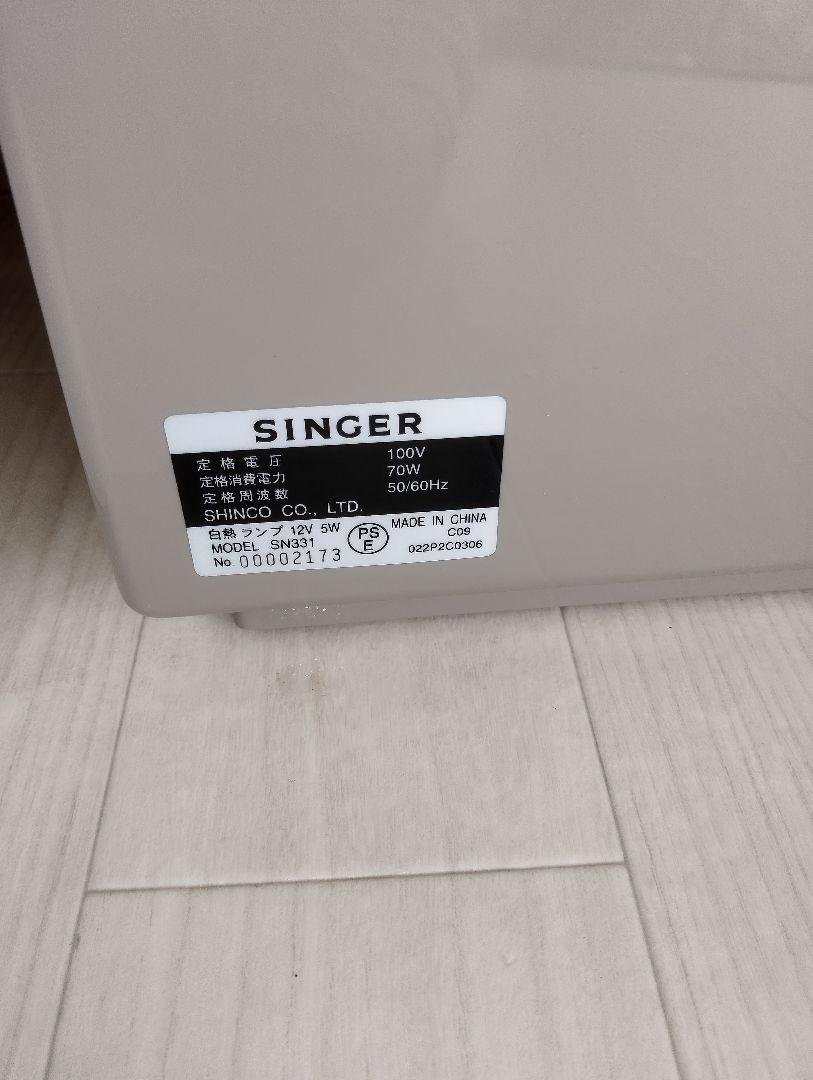 SINGER
定格電圧 100V
定格消費電力 70W
定格周波数 50/60Hz
SHINCO CO., LTD.
白熱 ランプ 12V 5W
MODEL SN331
No. 00002173
PS
E
MADE IN CHINA
C09
022P2C0306